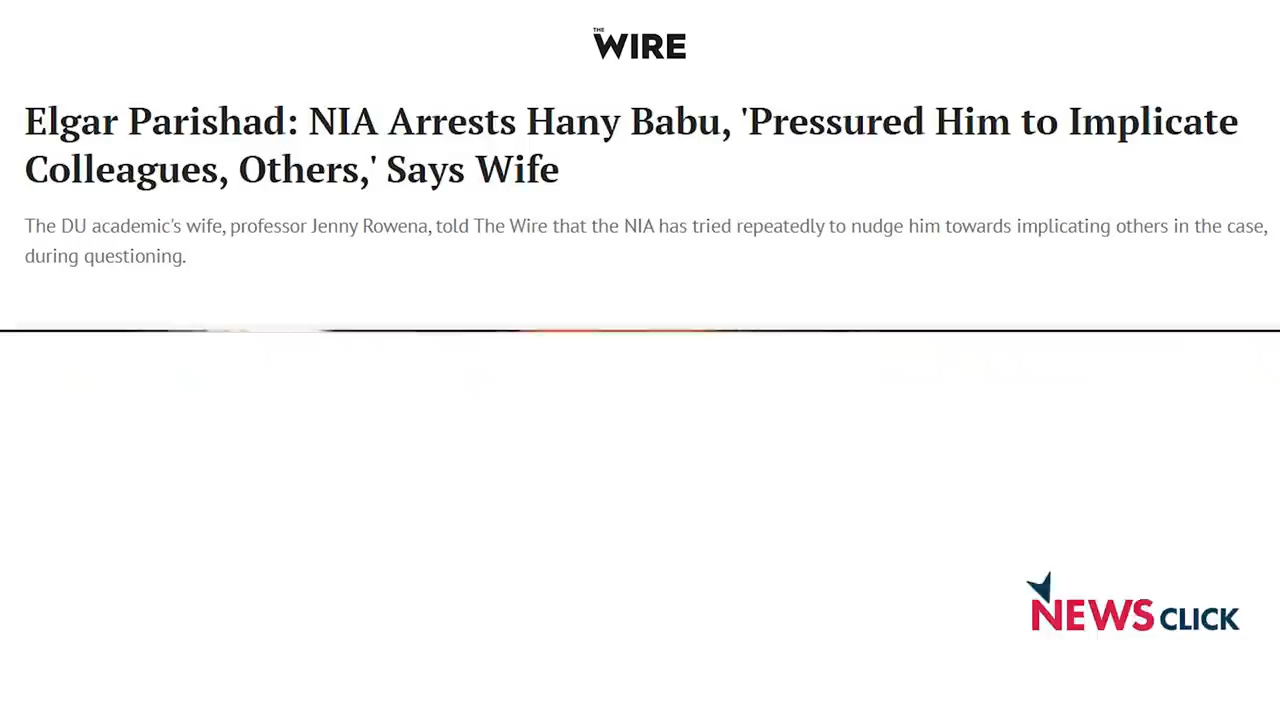 THE
WIRE
Elgar Parishad: NIA Arrests Hany Babu, 'Pressured Him to Implicate
Colleagues, Others,' Says Wife
The DU academic's wife, professor Jenny Rowena, told The Wire that the NIA has tried repeatedly to nudge him towards implicating others in the case,
during questioning.
NEWS CLICK